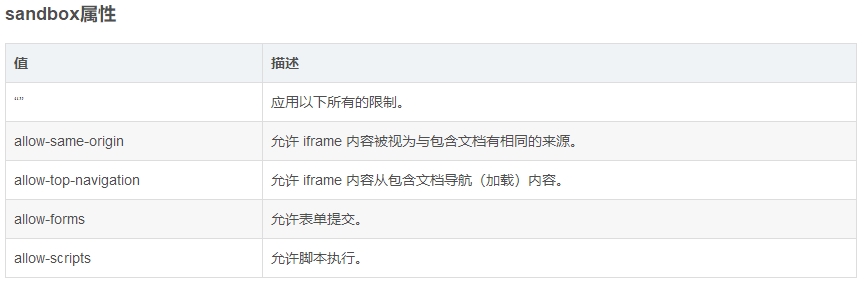 sandbox属性
值 描述
“” 应用以下所有的限制。
allow-same-origin 允许 iframe 内容被视为与包含文档有相同的来源。
allow-top-navigation 允许 iframe 内容从包含文档导航（加载）内容。
allow-forms 允许表单提交。
allow-scripts 允许脚本执行。